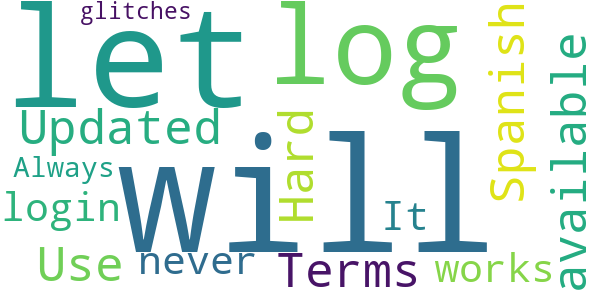 glitches
let
log
Spanish
available
Updated
Hard
Always
Will
login
It
Use
never
Terms
works